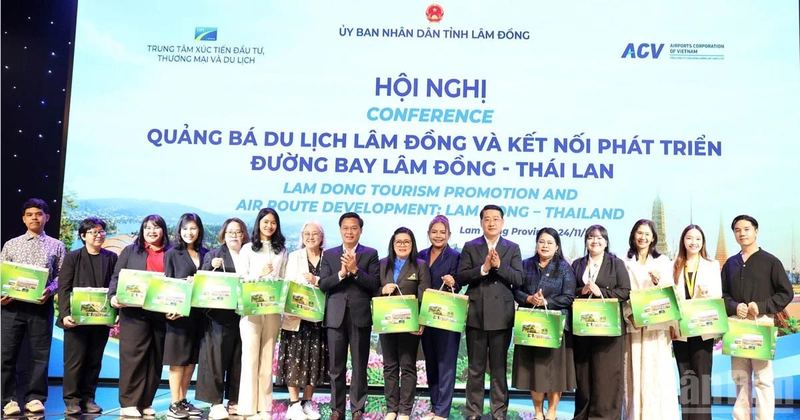 TRUNG TÂM XÚC TIẾN ĐẦU TƯ,
THƯƠNG MẠI VÀ DU LỊCH
ỦY BAN NHÂN DÂN TỈNH LÂM ĐỒNG
ACV
AIRPORTS CORPORATION
OF VIETNAM
HỘI NGHỊ
CONFERENCE
QUẢNG BÁ DU LỊCH LÂM ĐỒNG VÀ KẾT NỐI PHÁT TRIỂN
ĐƯỜNG BAY LÂM ĐỒNG - THÁI LAN
LAM DONG TOURISM PROMOTION AND
AIR ROUTE DEVELOPMENT: LAM DONG – THAILAND
24/11